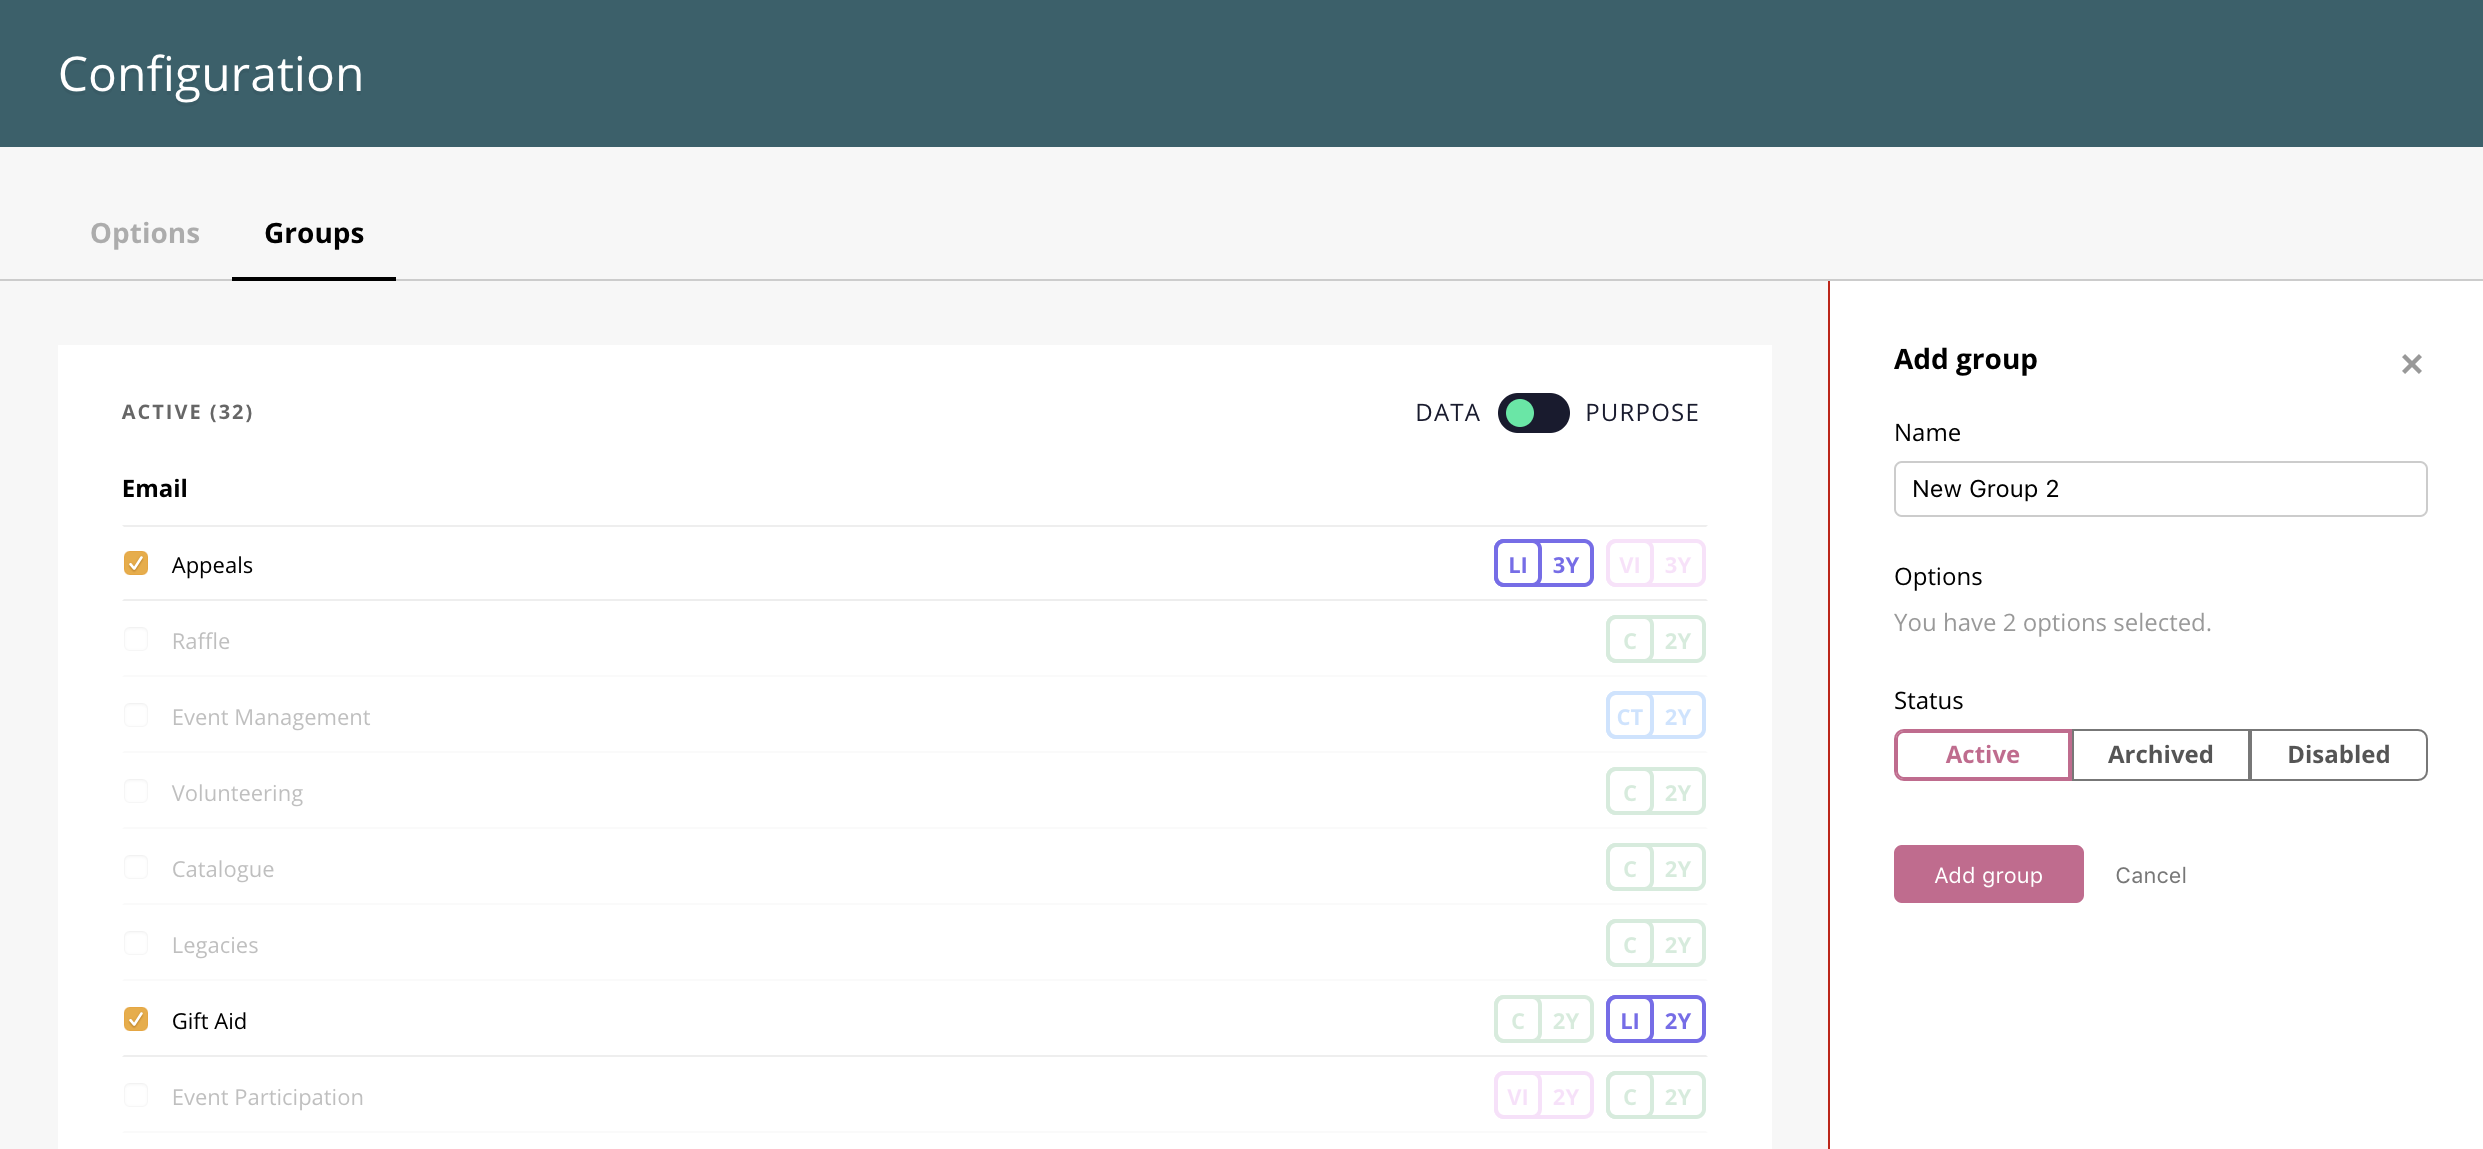 Configuration
Options Groups
ACTIVE (32) DATA PURPOSE
Email
Appeals LI 3Y VI 3Y
Raffle C 2Y
Event Management CT 2Y
Volunteering C 2Y
Catalogue C 2Y
Legacies C 2Y
Gift Aid C 2Y LI 2Y
Event Participation VI 2Y C 2Y
Add group
Name
New Group 2
Options
You have 2 options selected.
Status
Active Archived Disabled
Add group Cancel